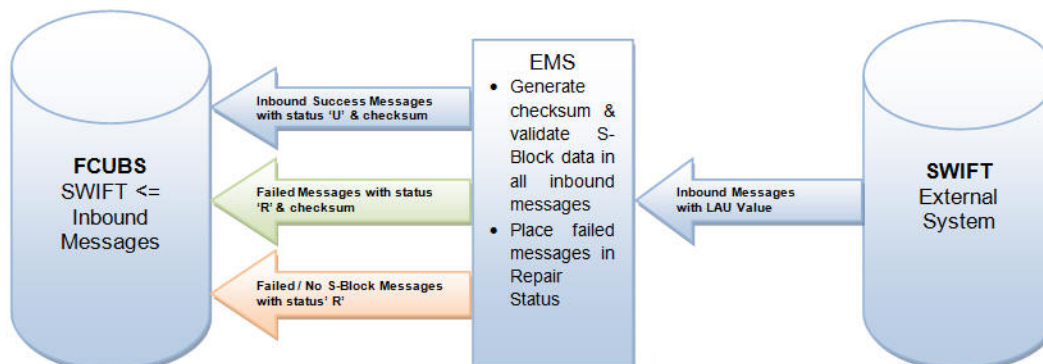 FCUBS
SWIFT <=
Inbound
Messages
Inbound Success Messages
with status 'U' & checksum
Failed Messages with status
'R' & checksum
Failed / No S-Block Messages
with status' R'
EMS
• Generate
checksum &
validate S-
Block data in
all inbound
messages
• Place failed
messages in
Repair
Status
Inbound Messages
with LAU Value
SWIFT
External
System